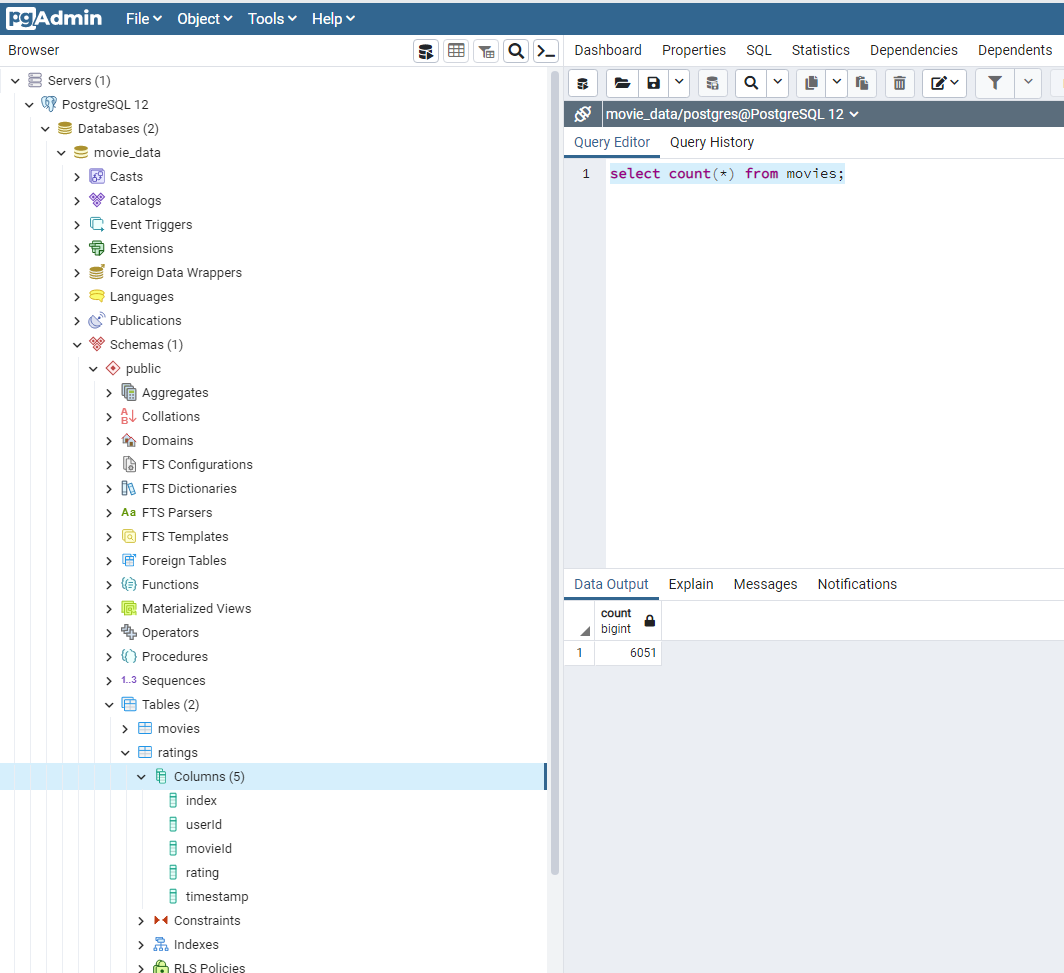 pgAdmin File Object Tools Help
Browser
Dashboard Properties SQL Statistics Dependencies Dependents
Servers (1)
PostgreSQL 12
Databases (2)
movie_data
Casts
Catalogs
Event Triggers
Extensions
Foreign Data Wrappers
Languages
Publications
Schemas (1)
public
Aggregates
Collations
Domains
FTS Configurations
FTS Dictionaries
Aa FTS Parsers
FTS Templates
Foreign Tables
Functions
Materialized Views
Operators
Procedures
1..3 Sequences
Tables (2)
movies
ratings
Columns (5)
index
userId
movieId
rating
timestamp
Constraints
Indexes
RLS Policies
movie_data/postgres@PostgreSQL 12
Query Editor Query History
1 select count(*) from movies;
Data Output Explain Messages Notifications
count
bigint
1 6051